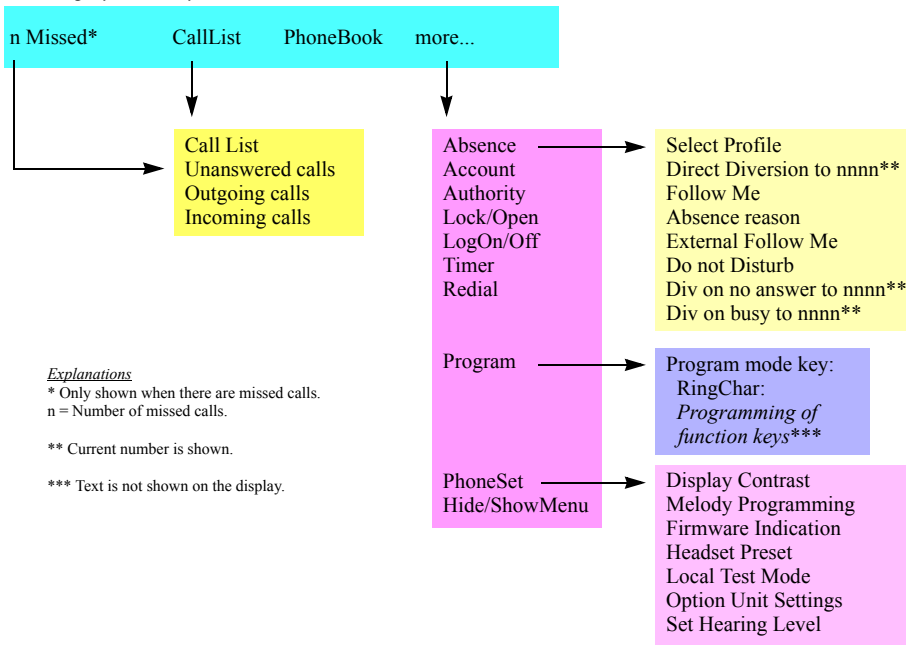 n Missed* CallList PhoneBook more...
Call List
Unanswered calls
Outgoing calls
Incoming calls
Absence
Account
Authority
Lock/Open
LogOn/Off
Timer
Redial
Program
PhoneSet
Hide/ShowMenu
Select Profile
Direct Diversion to nnnn**
Follow Me
Absence reason
External Follow Me
Do not Disturb
Div on no answer to nnnn**
Div on busy to nnnn**
Program mode key:
RingChar:
Programming of
function keys***
Display Contrast
Melody Programming
Firmware Indication
Headset Preset
Local Test Mode
Option Unit Settings
Set Hearing Level
Explanations
* Only shown when there are missed calls.
n = Number of missed calls.
** Current number is shown.
*** Text is not shown on the display.